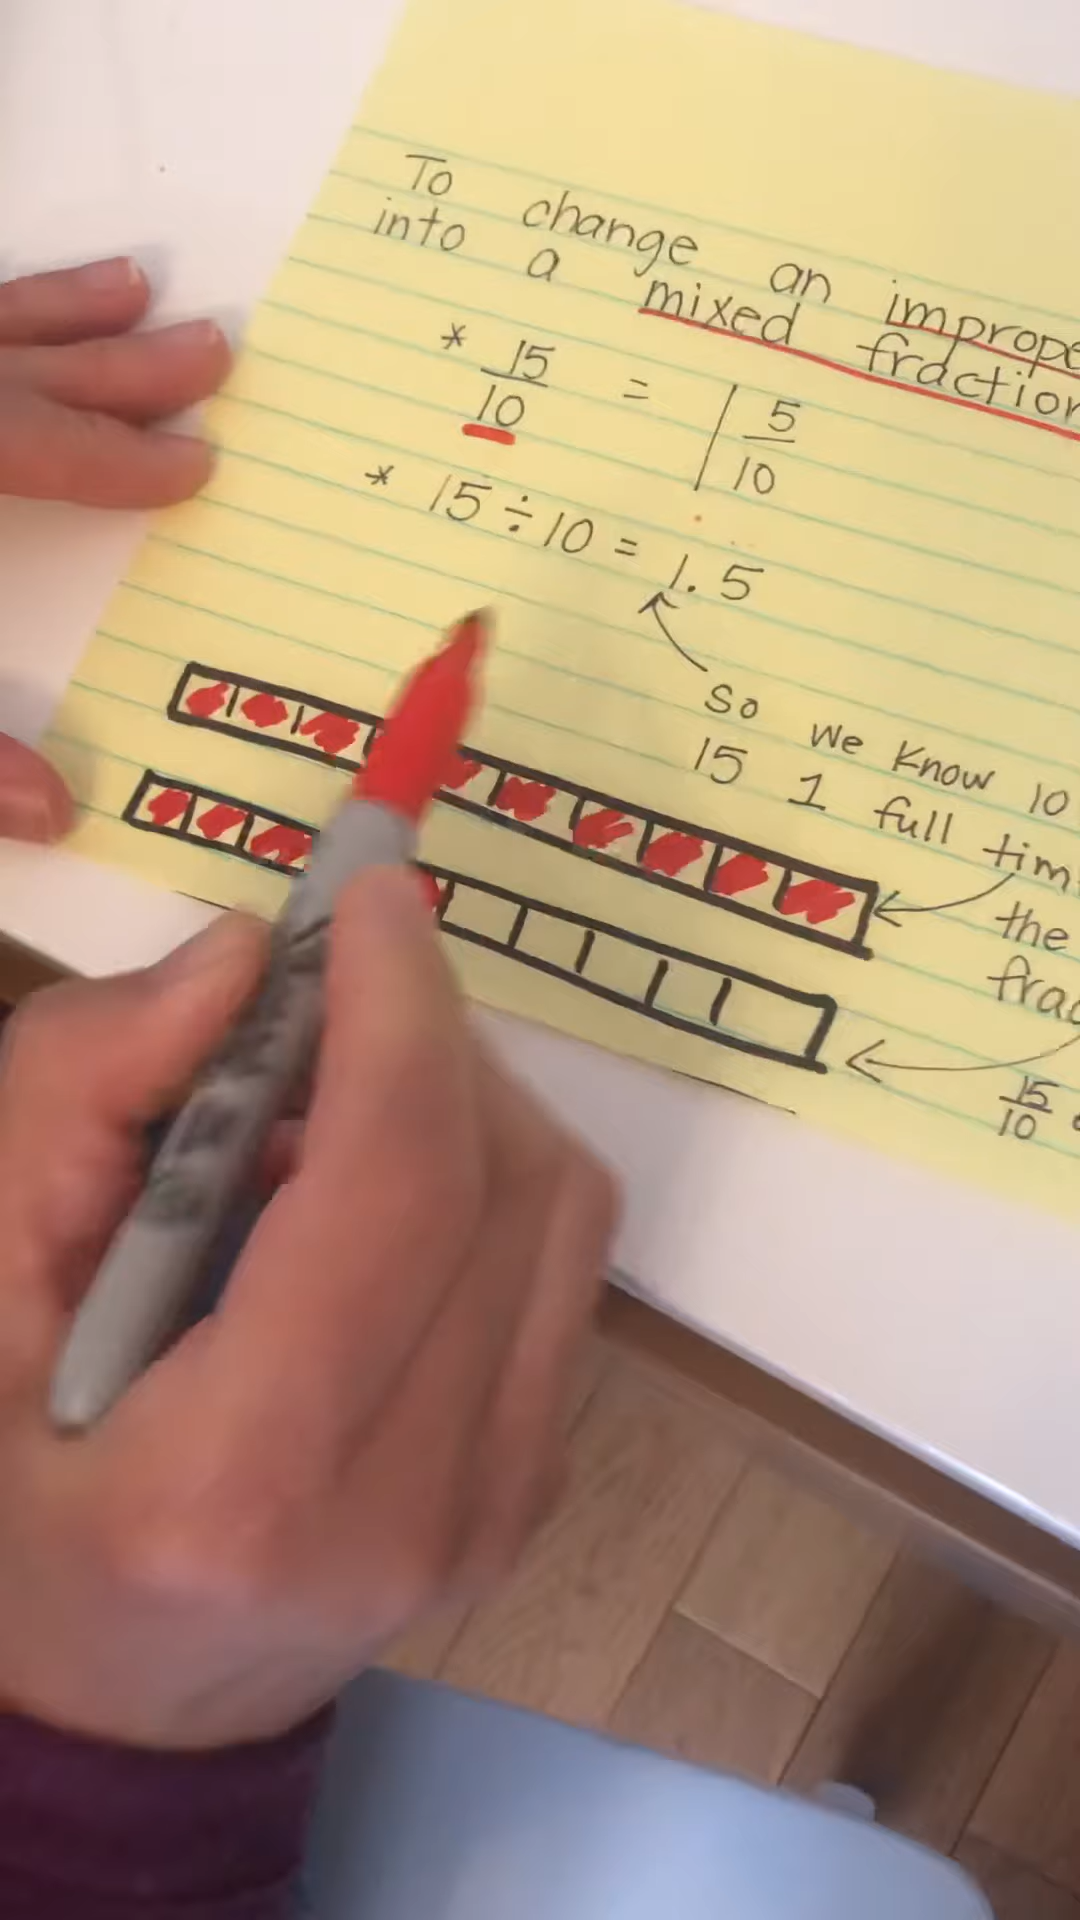 To change an imprope
into a mixed fraction
* 15/10 = 1 5/10
* 15 ÷ 10 = 1.5
So we know 10
15 1 full tim
the
frac
15/10